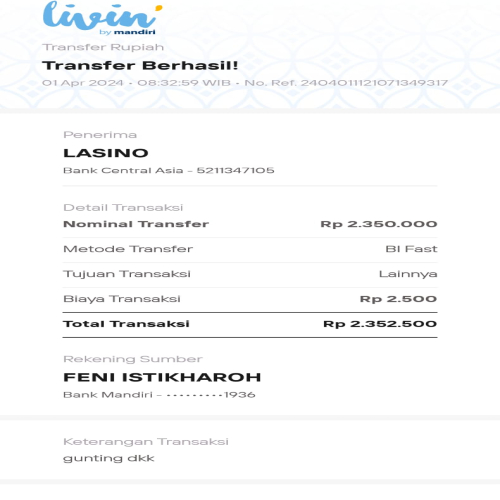 livin'
by mandiri
Transfer Rupiah
Transfer Berhasil!
01 Apr 2024 • 08:32:59 WIB • No. Ref. 2404011121071349317
Penerima
LASINO
Bank Central Asia - 5211347105
Detail Transaksi
Nominal Transfer Rp 2.350.000
Metode Transfer BI Fast
Tujuan Transaksi Lainnya
Biaya Transaksi Rp 2.500
Total Transaksi Rp 2.352.500
Rekening Sumber
FENI ISTIKHAROH
Bank Mandiri - •••••••••1936
Keterangan Transaksi
gunting dkk